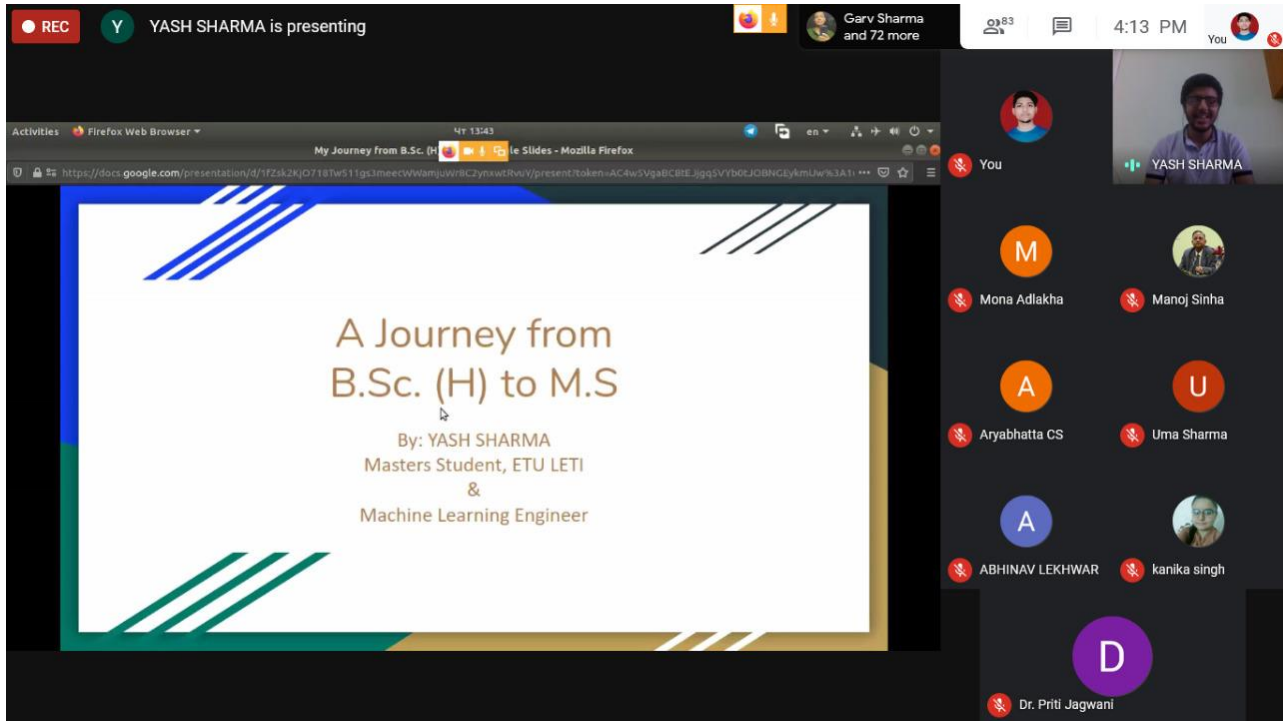 REC
Y
YASH SHARMA is presenting
Garv Sharma
and 72 more
83
4:13 PM
You
Activities
Firefox Web Browser
Чт 13:43
en
My Journey from B.Sc. (H
le Slides - Mozilla Firefox
A Journey from
B.Sc. (H) to M.S
By: YASH SHARMA
Masters Student, ETU LETI
&
Machine Learning Engineer
You
YASH SHARMA
M
Mona Adlakha
Manoj Sinha
A
Aryabhatta CS
U
Uma Sharma
A
ABHINAV LEKHWAR
kanika singh
D
Dr. Priti Jagwani